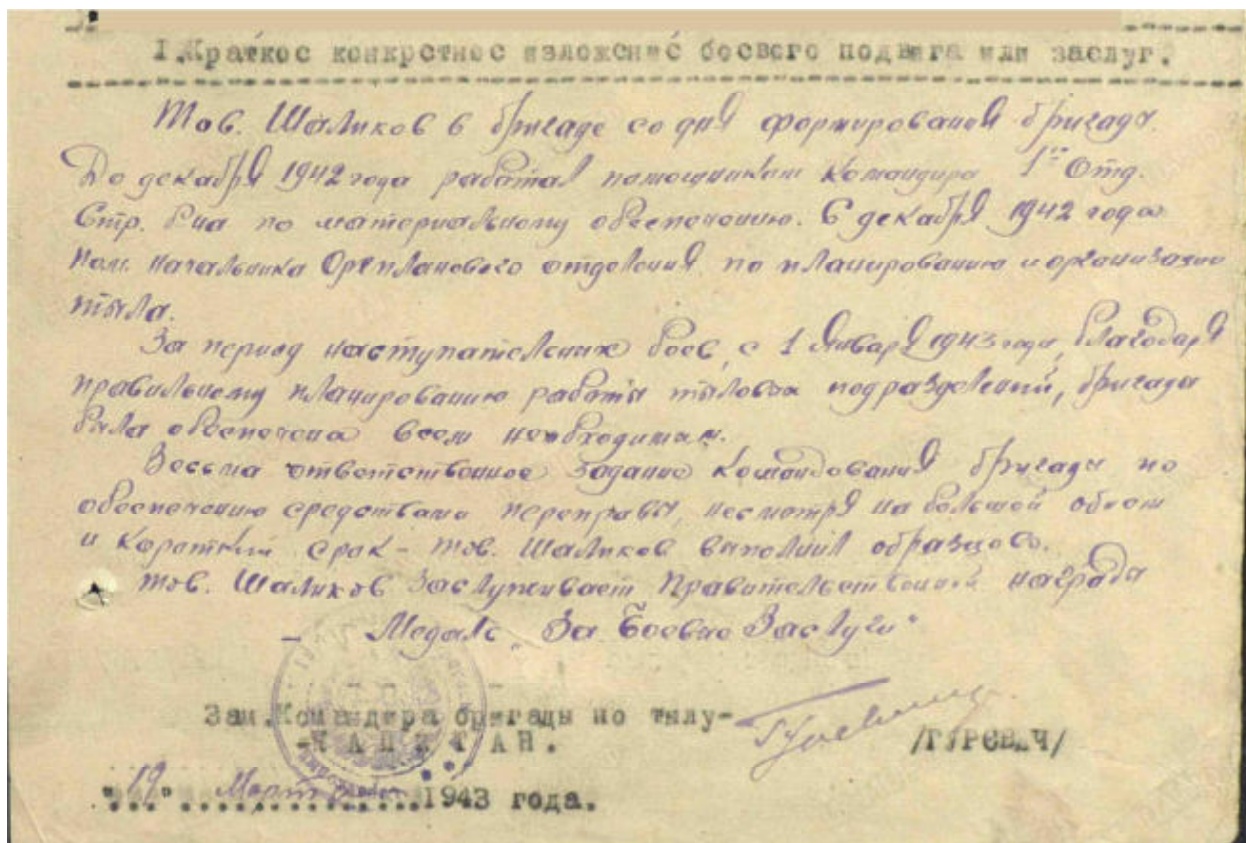 I. Краткое конкретное изложение боевого подвига или заслуг.
Тов. Шаликов в бригаде со дня формирования бригады.
До декабря 1942 года работал помощником командира 1го Отд.
Стр. б-на по материальному обеспечению. С декабря 1942 года
Пом. Начальника Оргпланового отделения по планированию и организации
тыла.
За период наступательных боев, с 1 января 1943 года, благодаря
правильному планированию работы тыловых подразделений, бригада
была обеспечена всем необходимым.
Весьма ответственное задание командования бригады по
обеспечению средствами переправы, несмотря на большой объем
и короткий срок - тов. Шаликов выполнил образцово.
тов. Шаликов заслуживает Правительственной награды
- Медаль "За Боевые Заслуги"
Зам. Командира бригады по тылу-
-КАПИТАН.
/ГУРЕВИЧ/
"19" Марта 1943 года.